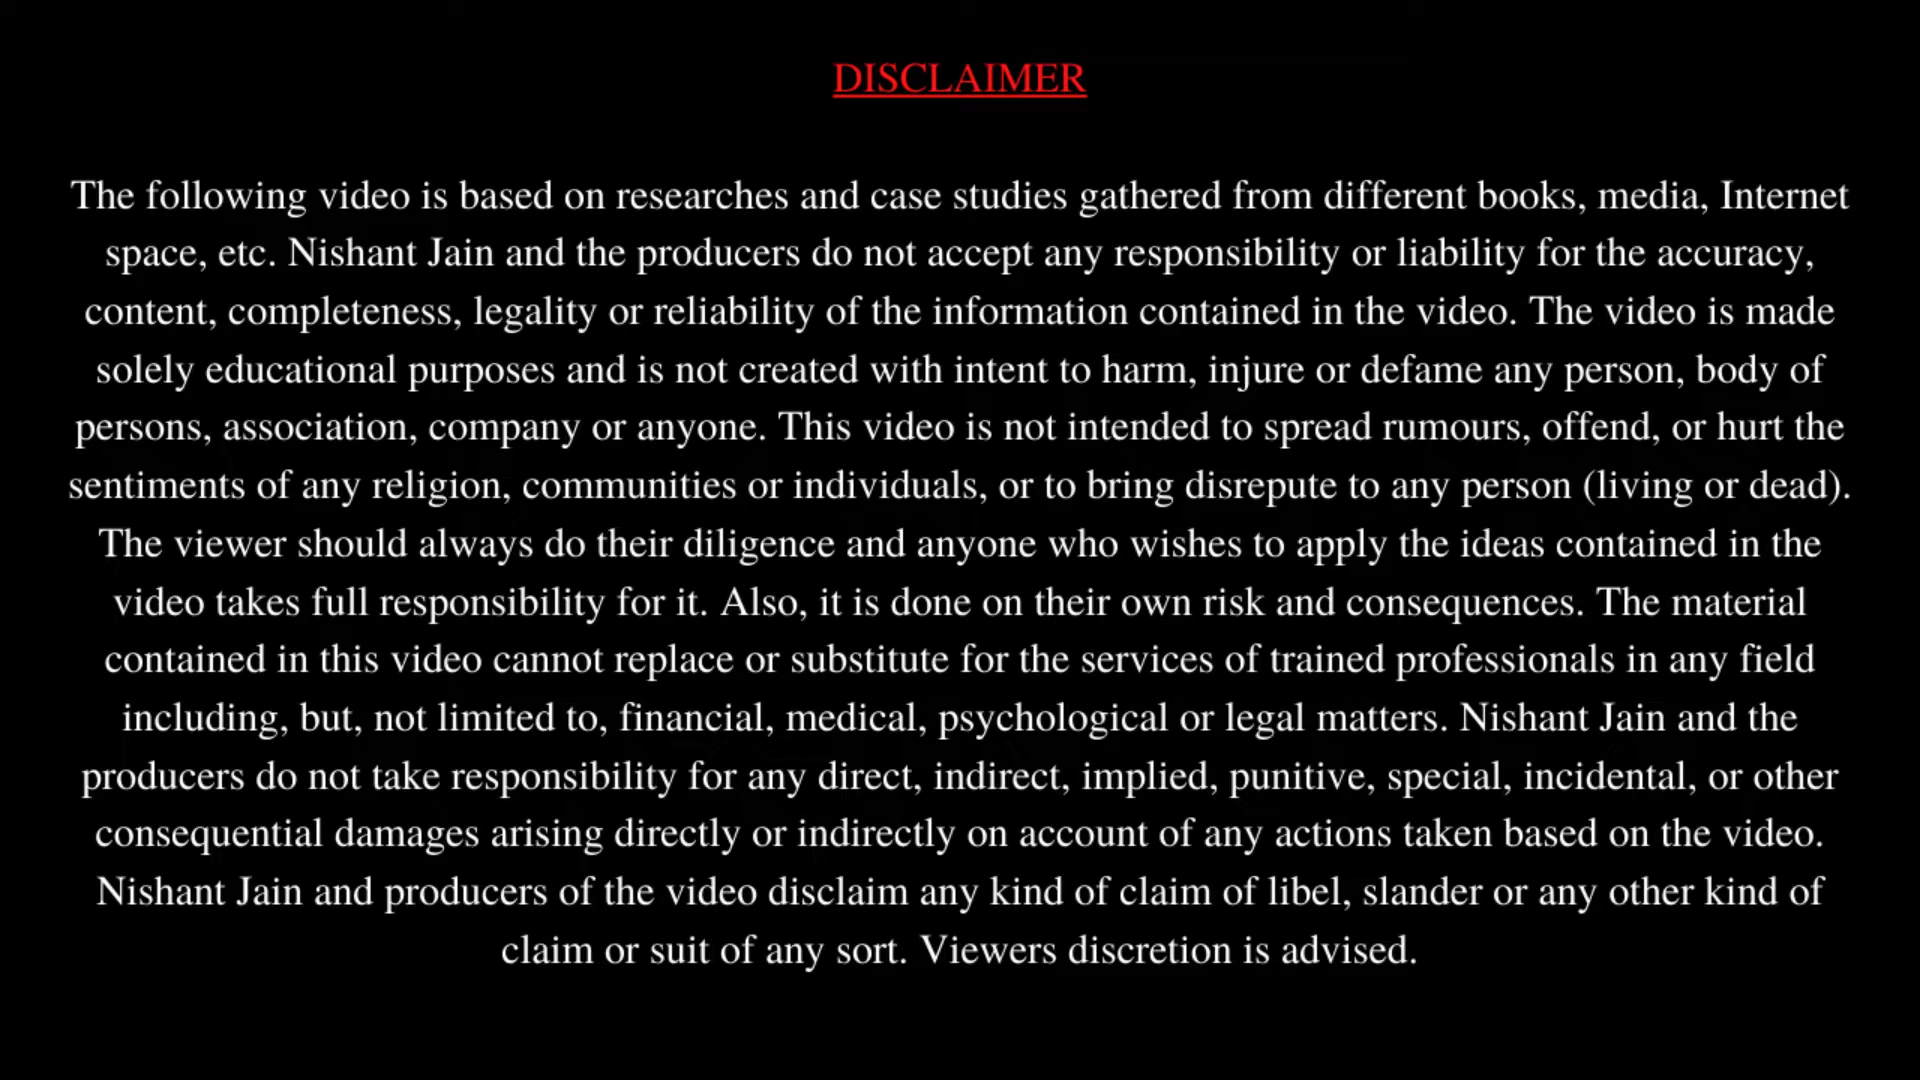 DISCLAIMER
The following video is based on researches and case studies gathered from different books, media, Internet
space, etc. Nishant Jain and the producers do not accept any responsibility or liability for the accuracy,
content, completeness, legality or reliability of the information contained in the video. The video is made
solely educational purposes and is not created with intent to harm, injure or defame any person, body of
persons, association, company or anyone. This video is not intended to spread rumours, offend, or hurt the
sentiments of any religion, communities or individuals, or to bring disrepute to any person (living or dead).
The viewer should always do their diligence and anyone who wishes to apply the ideas contained in the
video takes full responsibility for it. Also, it is done on their own risk and consequences. The material
contained in this video cannot replace or substitute for the services of trained professionals in any field
including, but, not limited to, financial, medical, psychological or legal matters. Nishant Jain and the
producers do not take responsibility for any direct, indirect, implied, punitive, special, incidental, or other
consequential damages arising directly or indirectly on account of any actions taken based on the video.
Nishant Jain and producers of the video disclaim any kind of claim of libel, slander or any other kind of
claim or suit of any sort. Viewers discretion is advised.